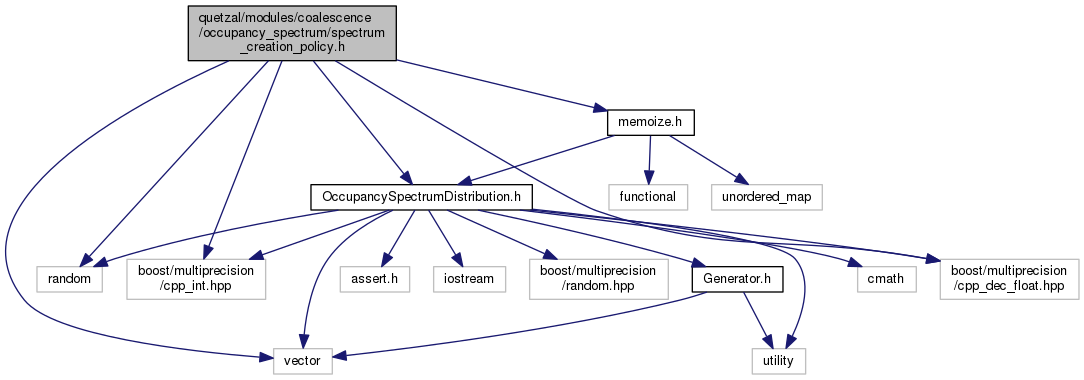 quetzal/modules/coalescence
/occupancy_spectrum/spectrum
_creation_policy.h
memoize.h
OccupancySpectrumDistribution.h
functional
unordered_map
random
boost/multiprecision
/cpp_int.hpp
assert.h
iostream
boost/multiprecision
/random.hpp
Generator.h
cmath
boost/multiprecision
/cpp_dec_float.hpp
vector
utility